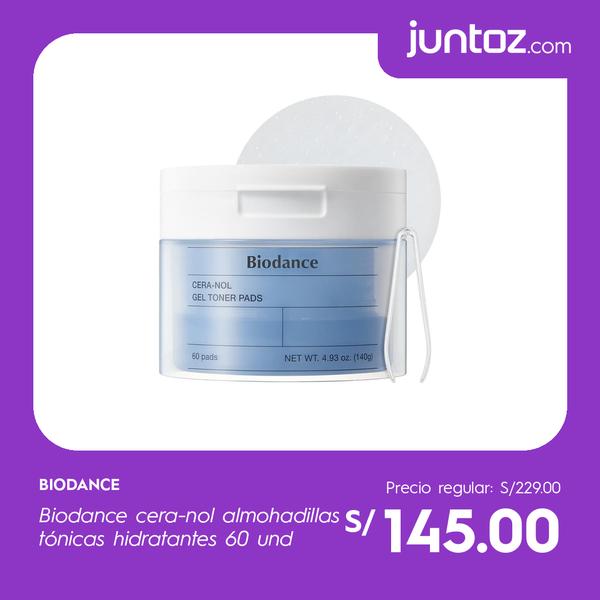 juntoz.com
Biodance
CERA-NOL
GEL TONER PADS
60 pads
NET WT. 4.93 oz. (140g)
BIODANCE
Biodance cera-nol almohadillas
tónicas hidratantes 60 und
Precio regular: S/229.00
S/ 145.00